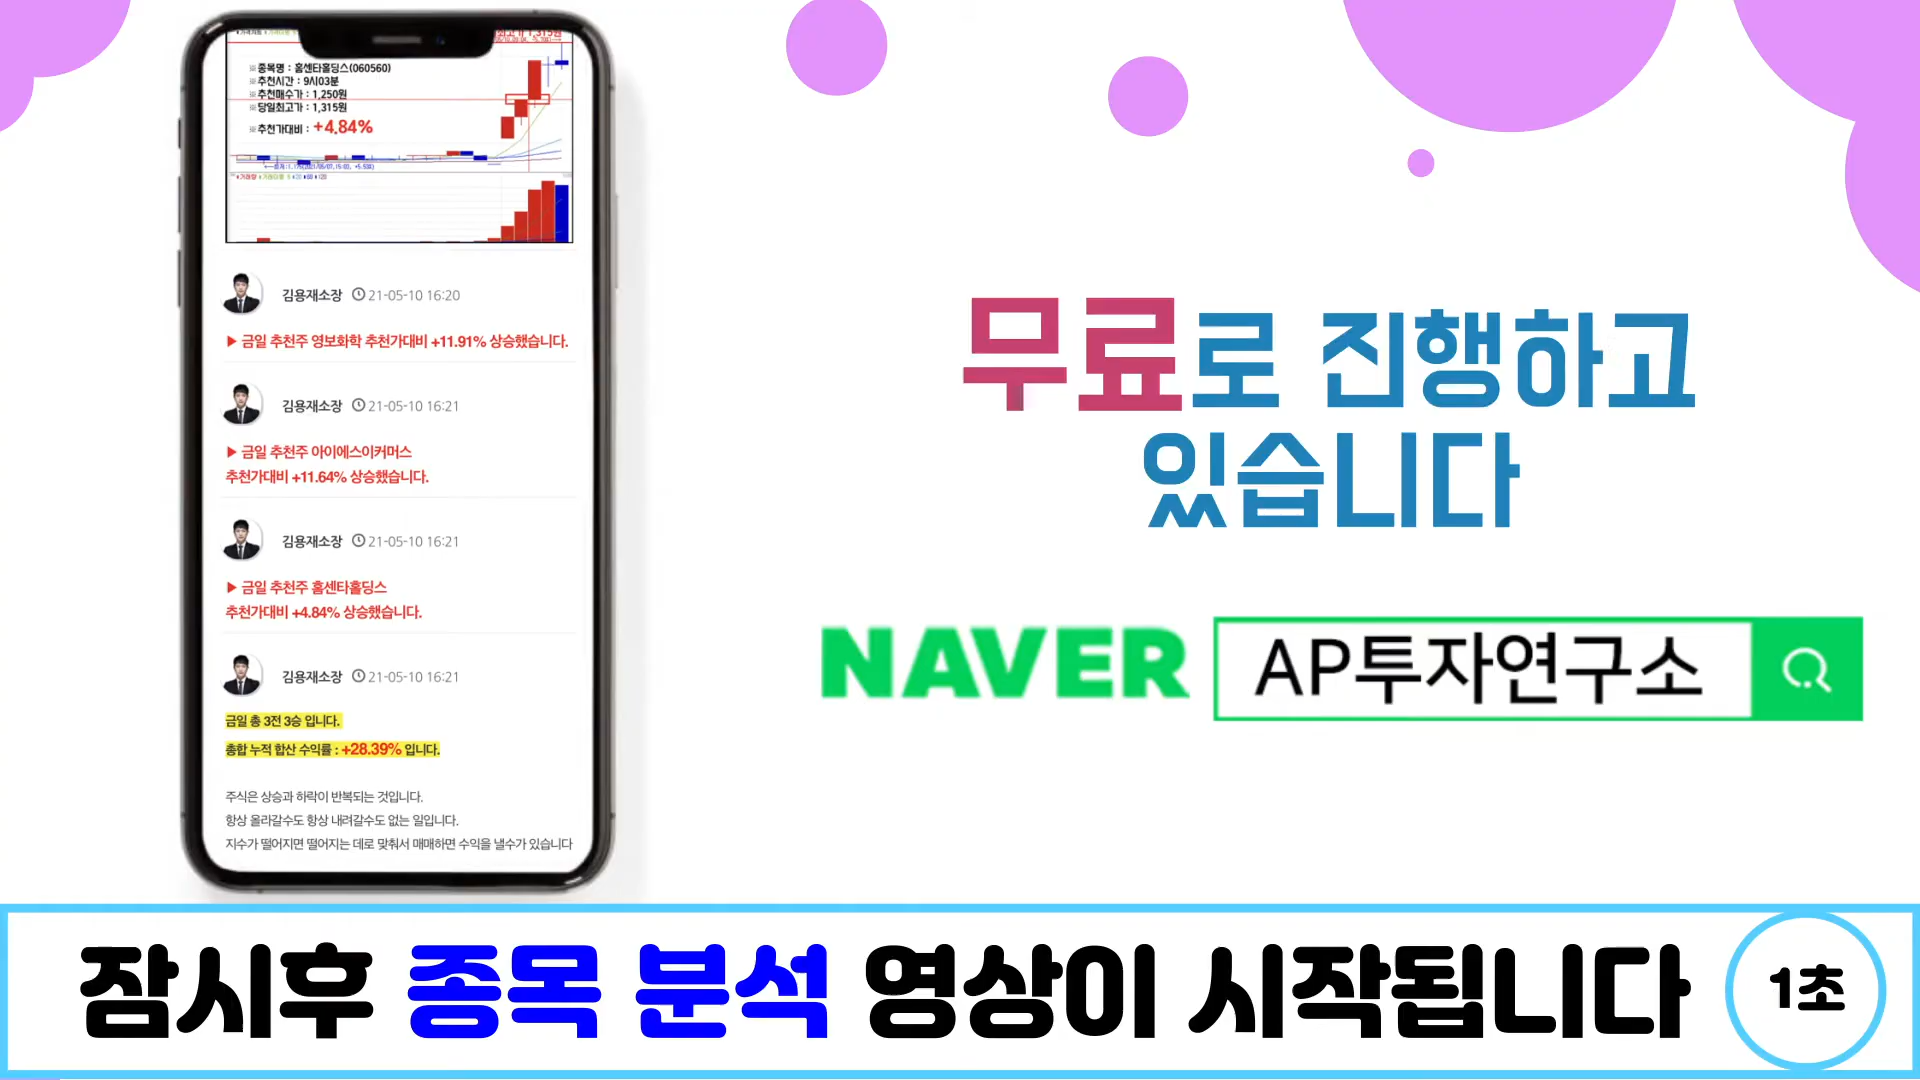 ※종목명 : 홈센타홀딩스(060560)
※추천시간 : 9시03분
※추천매수가 : 1,250원
※당일최고가 : 1,315원
※추천가대비 : +4.84%
김용재소장 21-05-10 16:20
▶ 금일 추천주 영보화학 추천가대비 +11.91% 상승했습니다.
김용재소장 21-05-10 16:21
▶ 금일 추천주 아이에스이커머스
추천가대비 +11.64% 상승했습니다.
김용재소장 21-05-10 16:21
▶ 금일 추천주 홈센타홀딩스
추천가대비 +4.84% 상승했습니다.
김용재소장 21-05-10 16:21
금일 총 3전 3승 입니다.
총합 누적 합산 수익률 : +28.39% 입니다.
주식은 상승과 하락이 반복되는 것입니다.
항상 올라갈수도 항상 내려갈수도 없는 일입니다.
지수가 떨어지면 떨어지는 데로 맞춰서 매매하면 수익을 낼수가 있습니다
무료로 진행하고
있습니다
NAVER AP투자연구소
잠시후 종목 분석 영상이 시작됩니다 1초